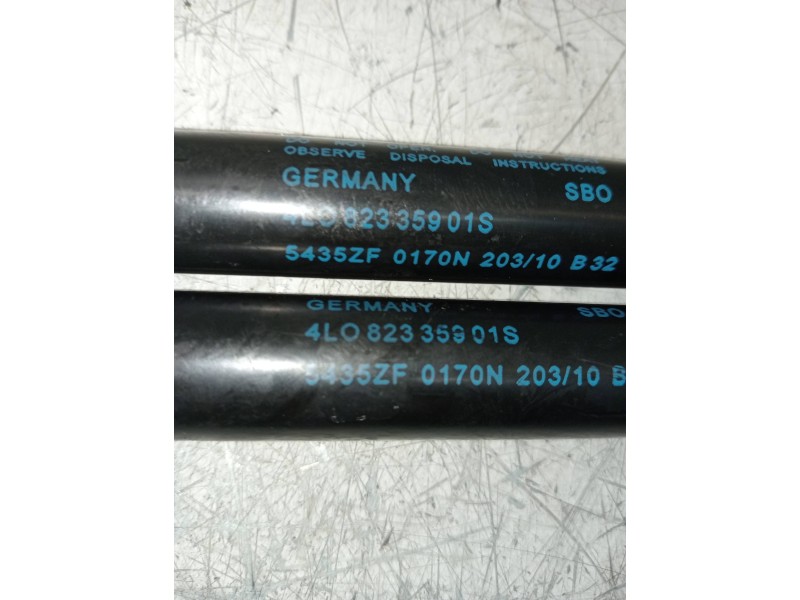 OBSERVE DISPOSAL INSTRUCTIONS
GERMANY SBO
4LO 823 359 01S
5435ZF 0170N 203/10 B 32
GERMANY SBO
4LO 823 359 01S
5435ZF 0170N 203/10 B